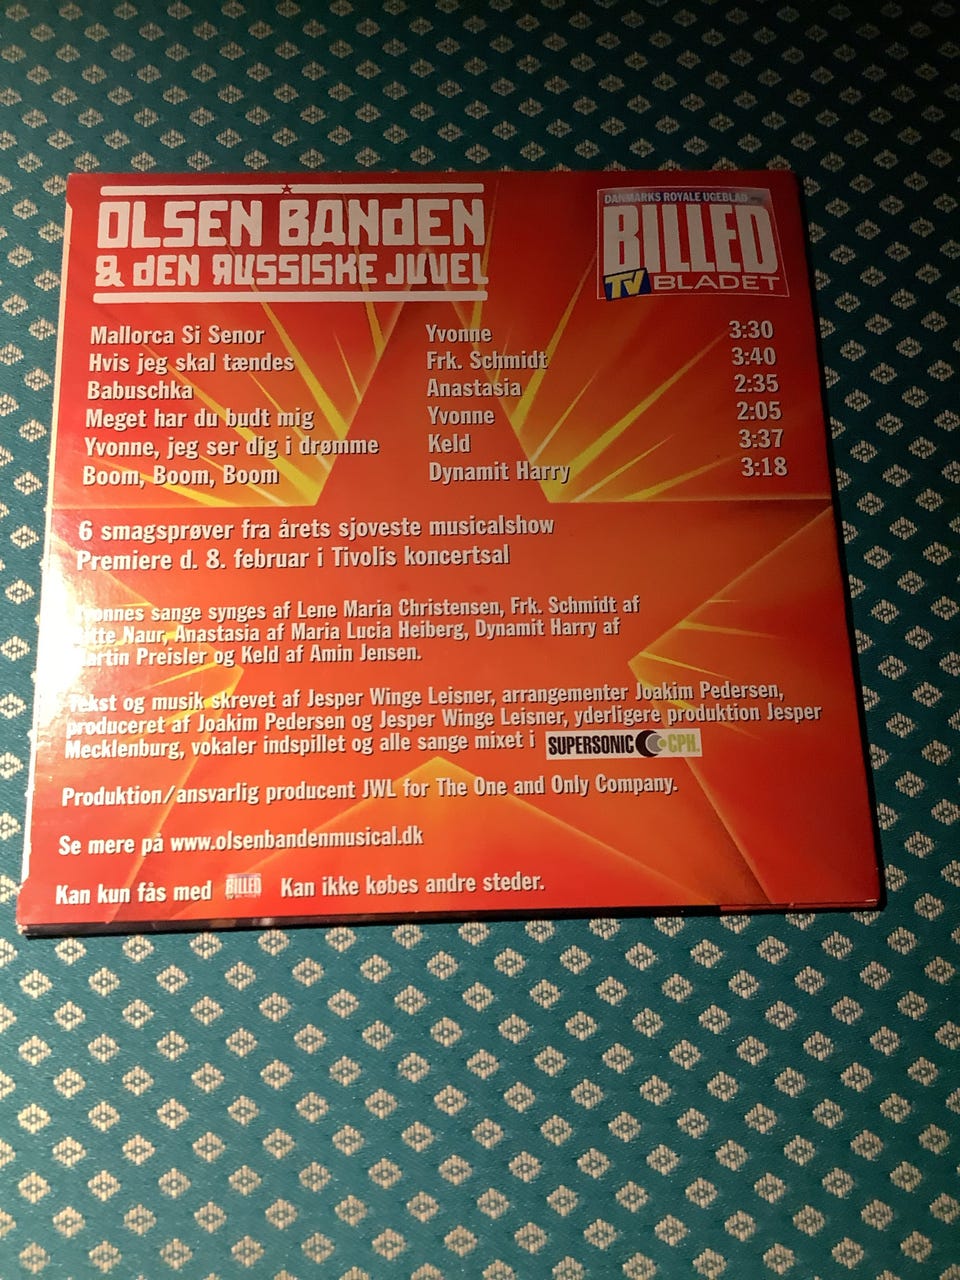 OLSEN BANDEN
& dEN RUSSISKE JUVEL
DANMARKS ROYALE UGEBLAD
BILLED
TV BLADET
Mallorca Si Senor Yvonne 3:30
Hvis jeg skal tændes Frk. Schmidt 3:40
Babuschka Anastasia 2:35
Meget har du budt mig Yvonne 2:05
Yvonne, jeg ser dig i drømme Keld 3:37
Boom, Boom, Boom Dynamit Harry 3:18
6 smagsprøver fra årets sjoveste musicalshow
Premiere d. 8. februar i Tivolis koncertsal
Yvonnes sange synges af Lene Maria Christensen, Frk. Schmidt af
Naur, Anastasia af Maria Lucia Heiberg, Dynamit Harry af
Martin Preisler og Keld af Amin Jensen.
Tekst og musik skrevet af Jesper Winge Leisner, arrangementer Joakim Pedersen,
produceret af Joakim Pedersen og Jesper Winge Leisner, yderligere produktion Jesper
Mecklenburg, vokaler indspillet og alle sange mixet i SUPERSONIC CPH.
Produktion/ansvarlig producent JWL for The One and Only Company.
Se mere på www.olsenbandenmusical.dk
Kan kun fås med BILLED Kan ikke købes andre steder.